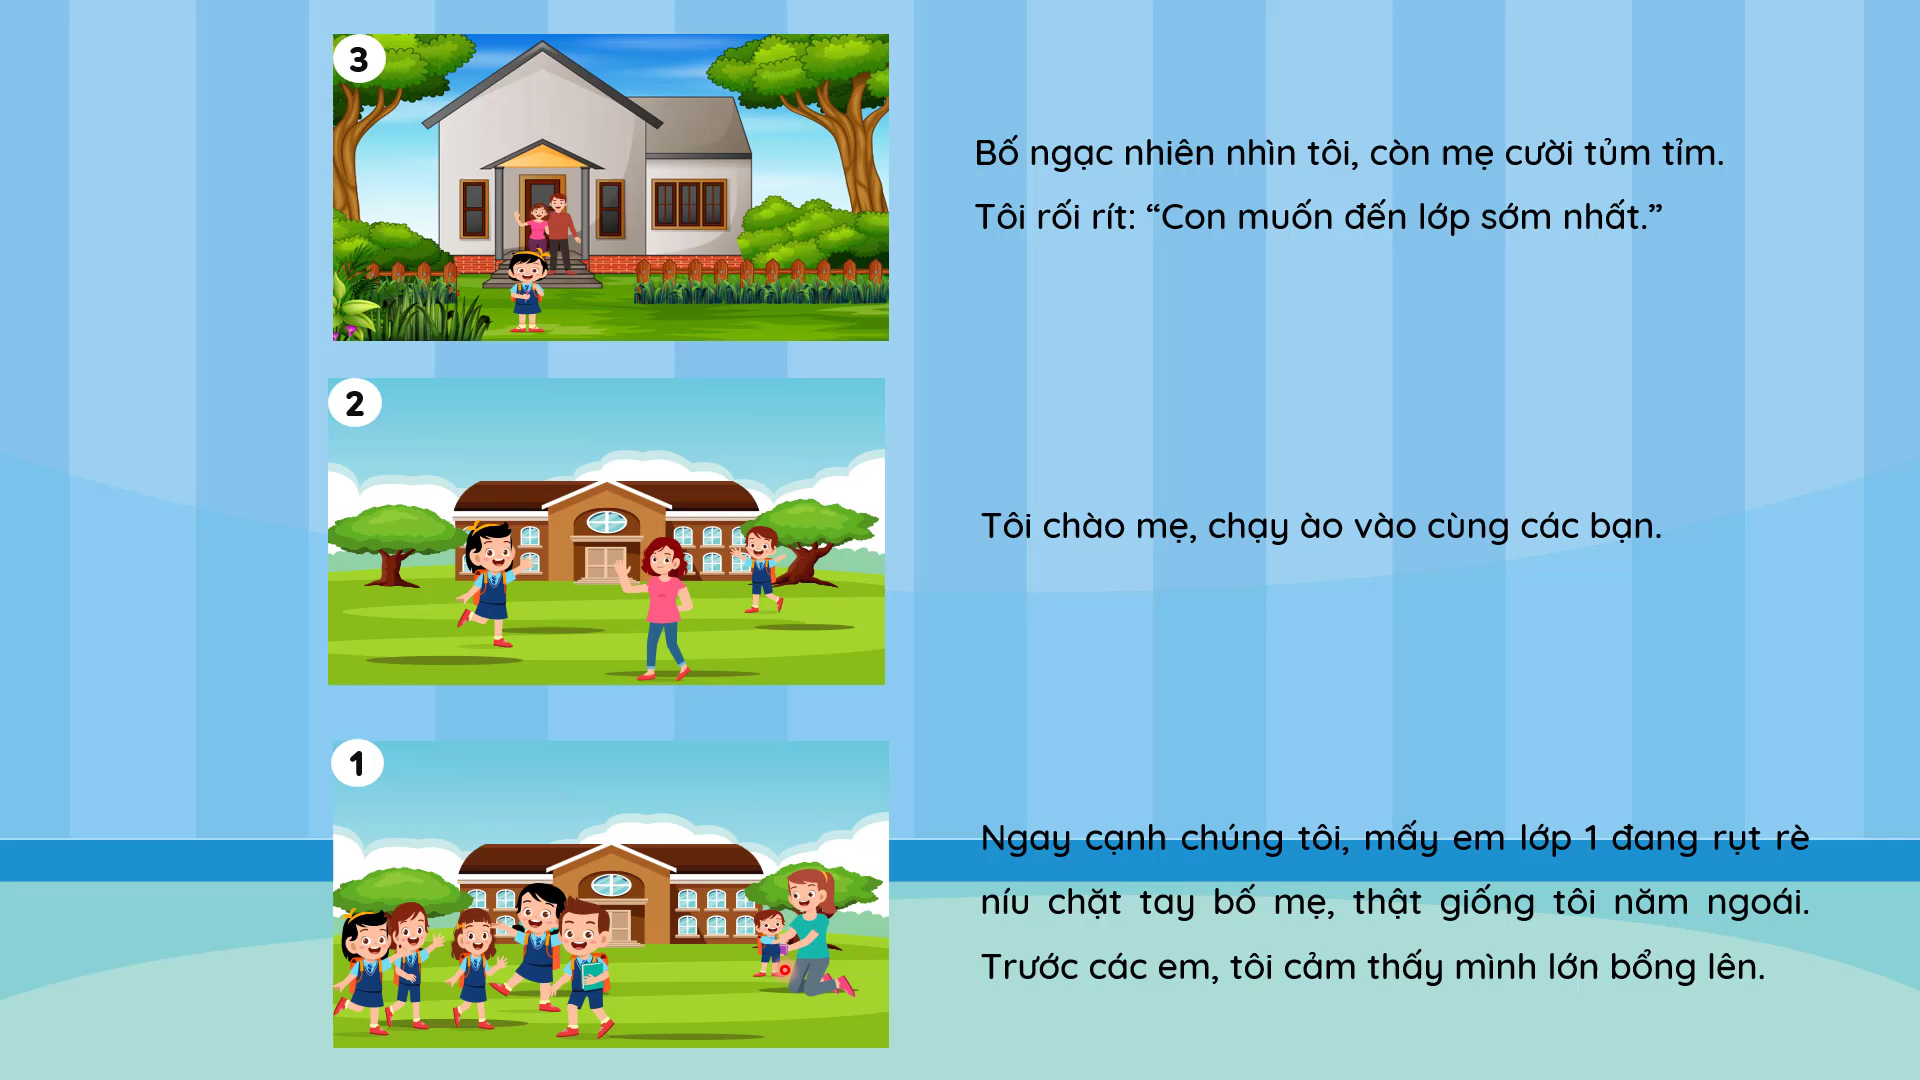 3
Bố ngạc nhiên nhìn tôi, còn mẹ cười tủm tỉm.
Tôi rối rít: “Con muốn đến lớp sớm nhất.”
2
Tôi chào mẹ, chạy ào vào cùng các bạn.
1
Ngay cạnh chúng tôi, mấy em lớp 1 đang rụt rè
níu chặt tay bố mẹ, thật giống tôi năm ngoái.
Trước các em, tôi cảm thấy mình lớn bổng lên.